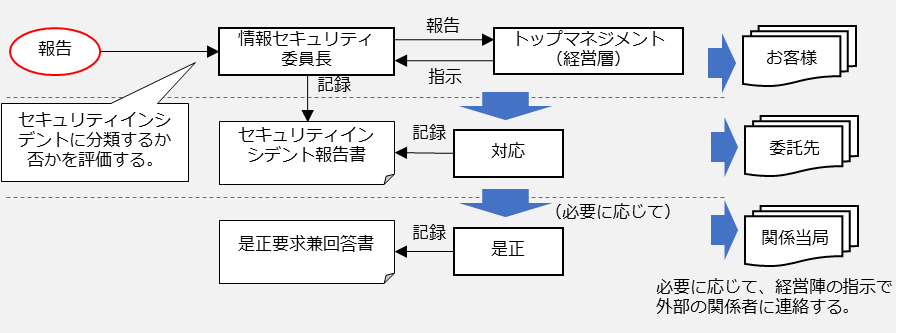 報告
情報セキュリティ
委員長
報告
指示
トップマネジメント
（経営層）
お客様
記録
セキュリティインシ
デントに分類するか
否かを評価する。
セキュリティイン
シデント報告書
記録
対応
委託先
（必要に応じて）
是正要求兼回答書
記録
是正
関係当局
必要に応じて、経営陣の指示で
外部の関係者に連絡する。